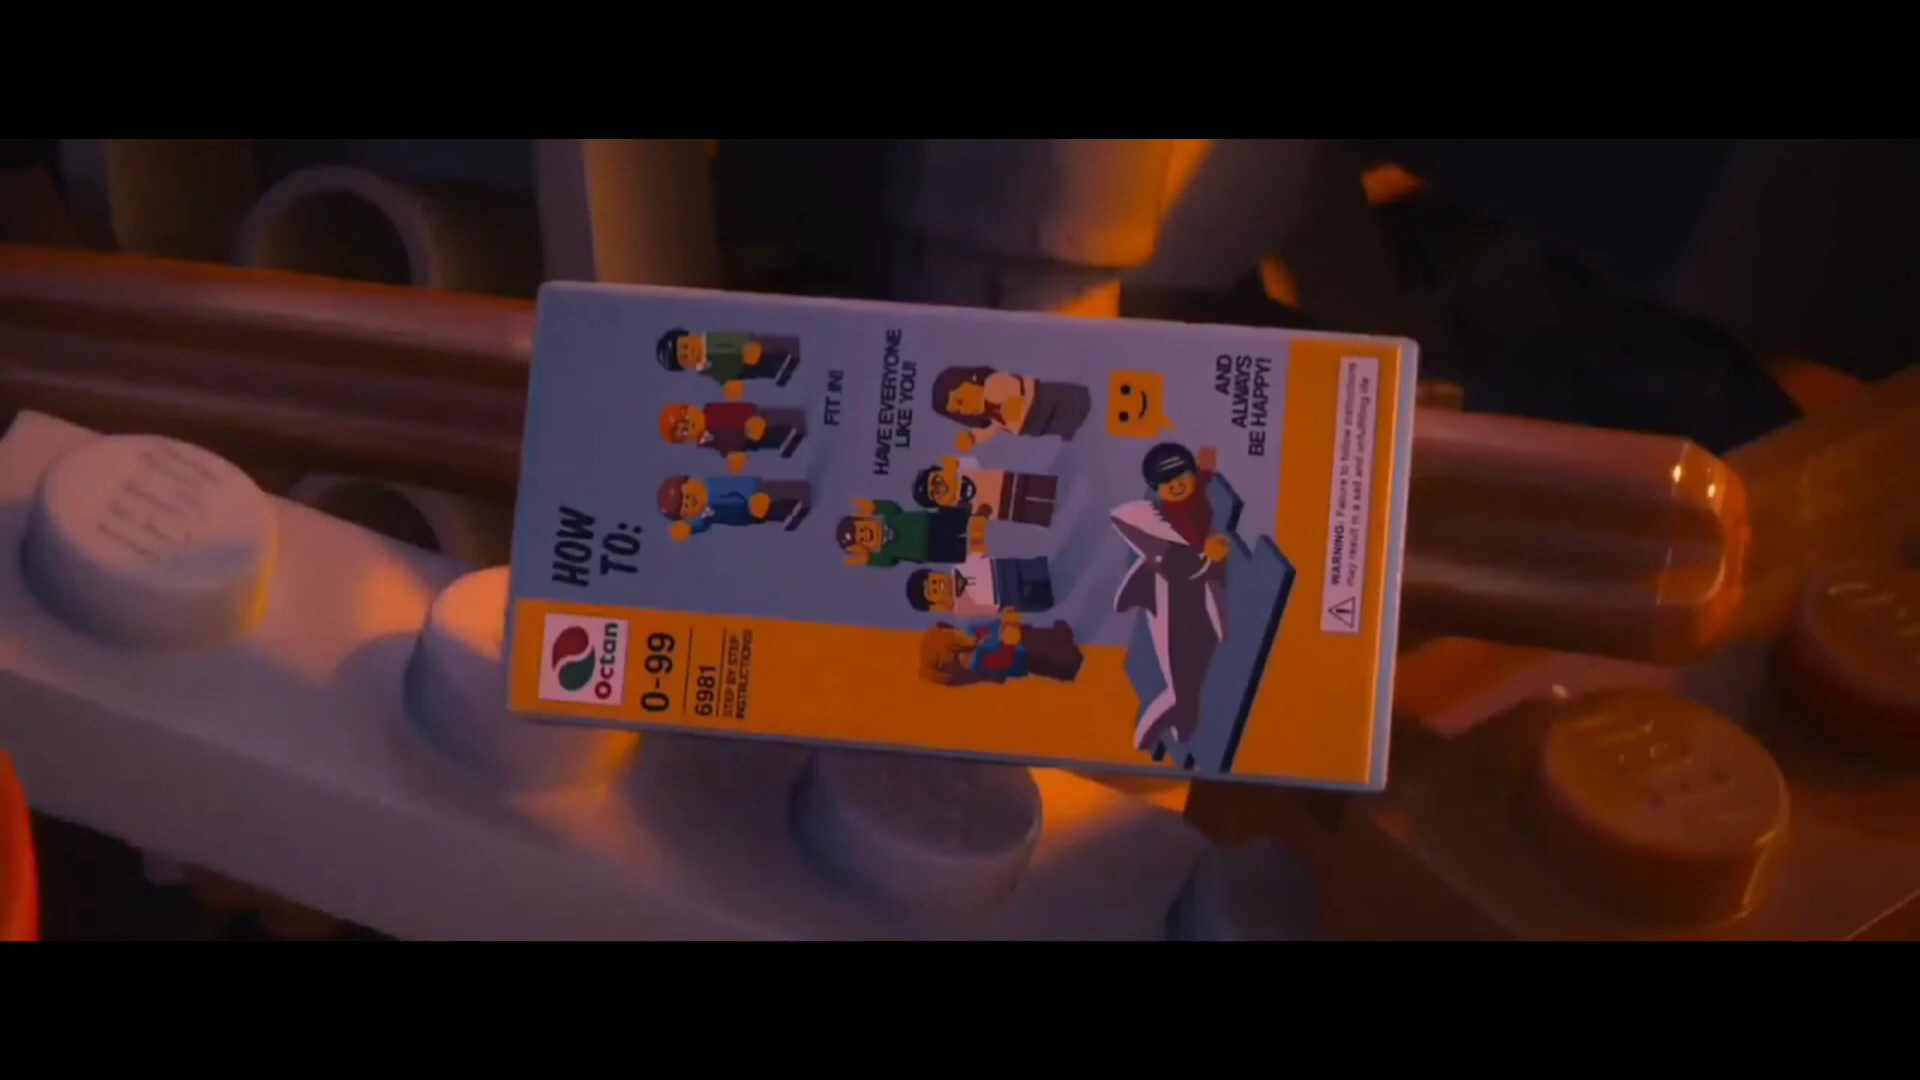 HOW
TO:
FIT IN!
HAVE EVERYONE
LIKE YOU!
AND
ALWAYS
BE HAPPY!
Octan
0-99
6981
STEP BY STEP
INSTRUCTIONS!
WARNING: Failure to follow instructions
may result in a sad and unfulfilling life
LEGO